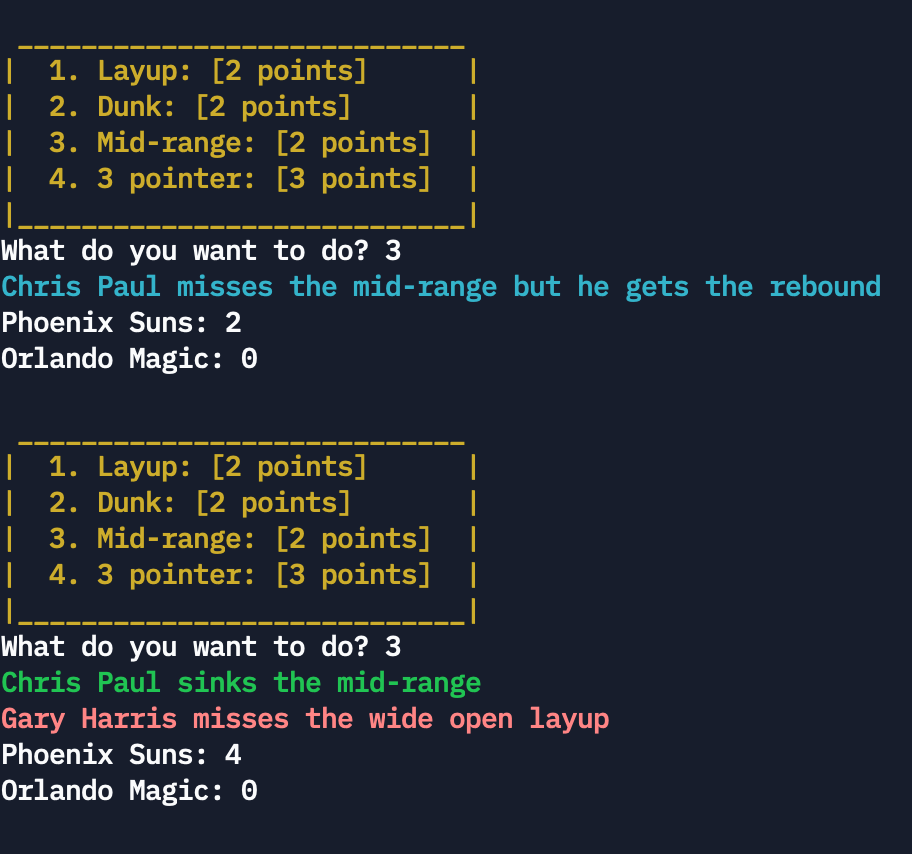 ____________________________
|  1. Layup: [2 points]      |
|  2. Dunk: [2 points]       |
|  3. Mid-range: [2 points]  |
|  4. 3 pointer: [3 points]  |
|____________________________|
What do you want to do? 3
Chris Paul misses the mid-range but he gets the rebound
Phoenix Suns: 2
Orlando Magic: 0
 ____________________________
|  1. Layup: [2 points]      |
|  2. Dunk: [2 points]       |
|  3. Mid-range: [2 points]  |
|  4. 3 pointer: [3 points]  |
|____________________________|
What do you want to do? 3
Chris Paul sinks the mid-range
Gary Harris misses the wide open layup
Phoenix Suns: 4
Orlando Magic: 0